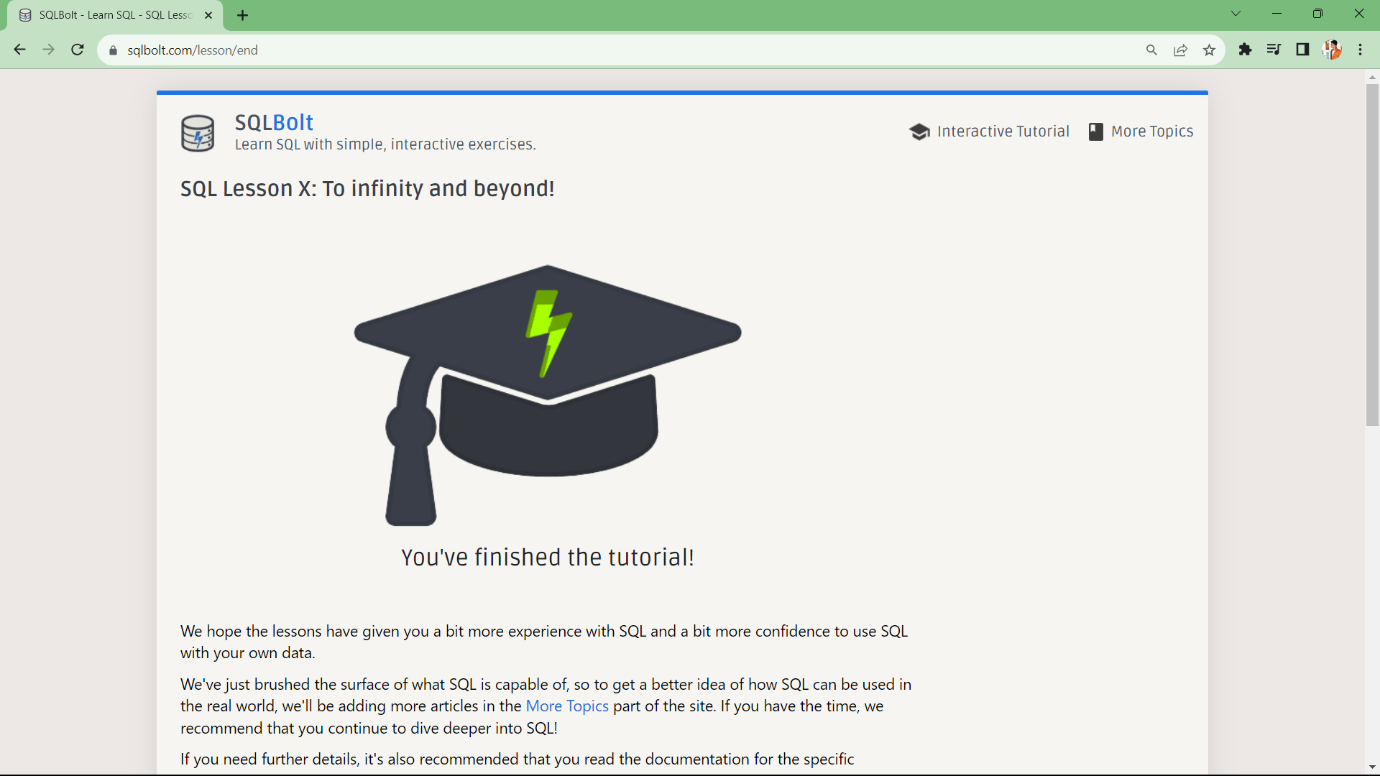 SQLBolt - Learn SQL - SQL Lesso
sqlbolt.com/lesson/end
SQLBolt
Learn SQL with simple, interactive exercises.
Interactive Tutorial
More Topics
SQL Lesson X: To infinity and beyond!
You've finished the tutorial!
We hope the lessons have given you a bit more experience with SQL and a bit more confidence to use SQL
with your own data.
We've just brushed the surface of what SQL is capable of, so to get a better idea of how SQL can be used in
the real world, we'll be adding more articles in the More Topics part of the site. If you have the time, we
recommend that you continue to dive deeper into SQL!
If you need further details, it's also recommended that you read the documentation for the specific